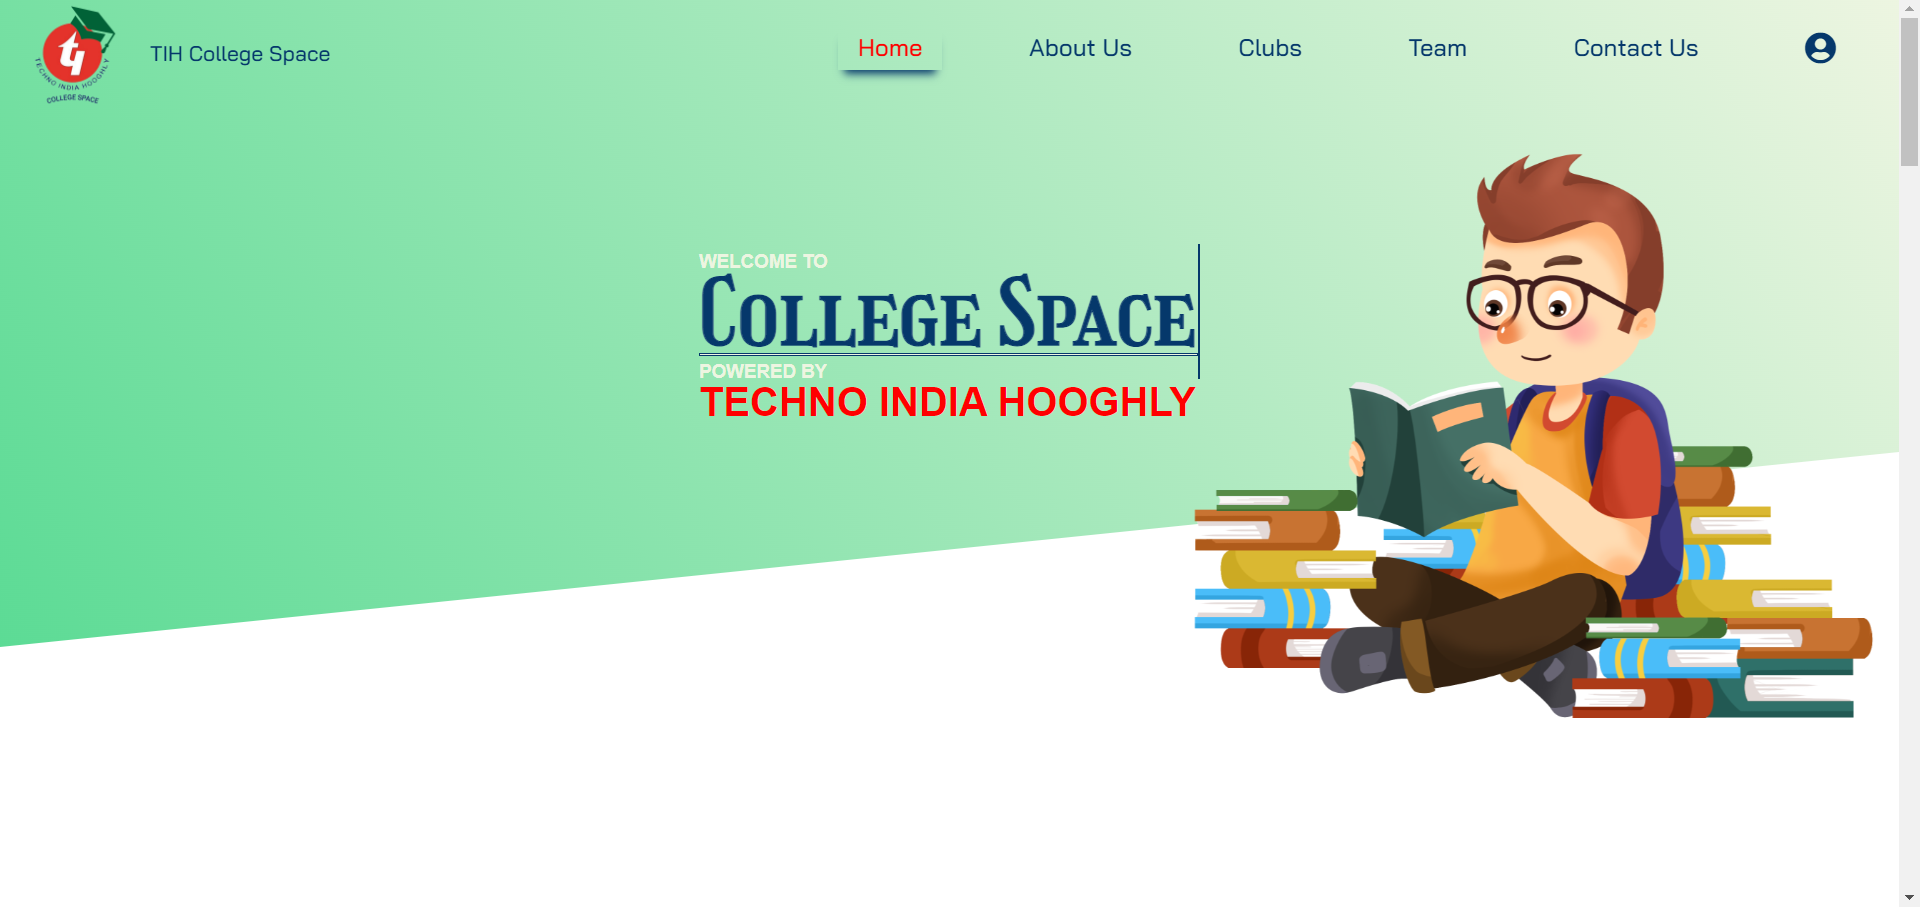 TECHNO INDIA HOOGHLY
COLLEGE SPACE
TIH College Space
Home
About Us
Clubs
Team
Contact Us
WELCOME TO
COLLEGE SPACE
POWERED BY
TECHNO INDIA HOOGHLY